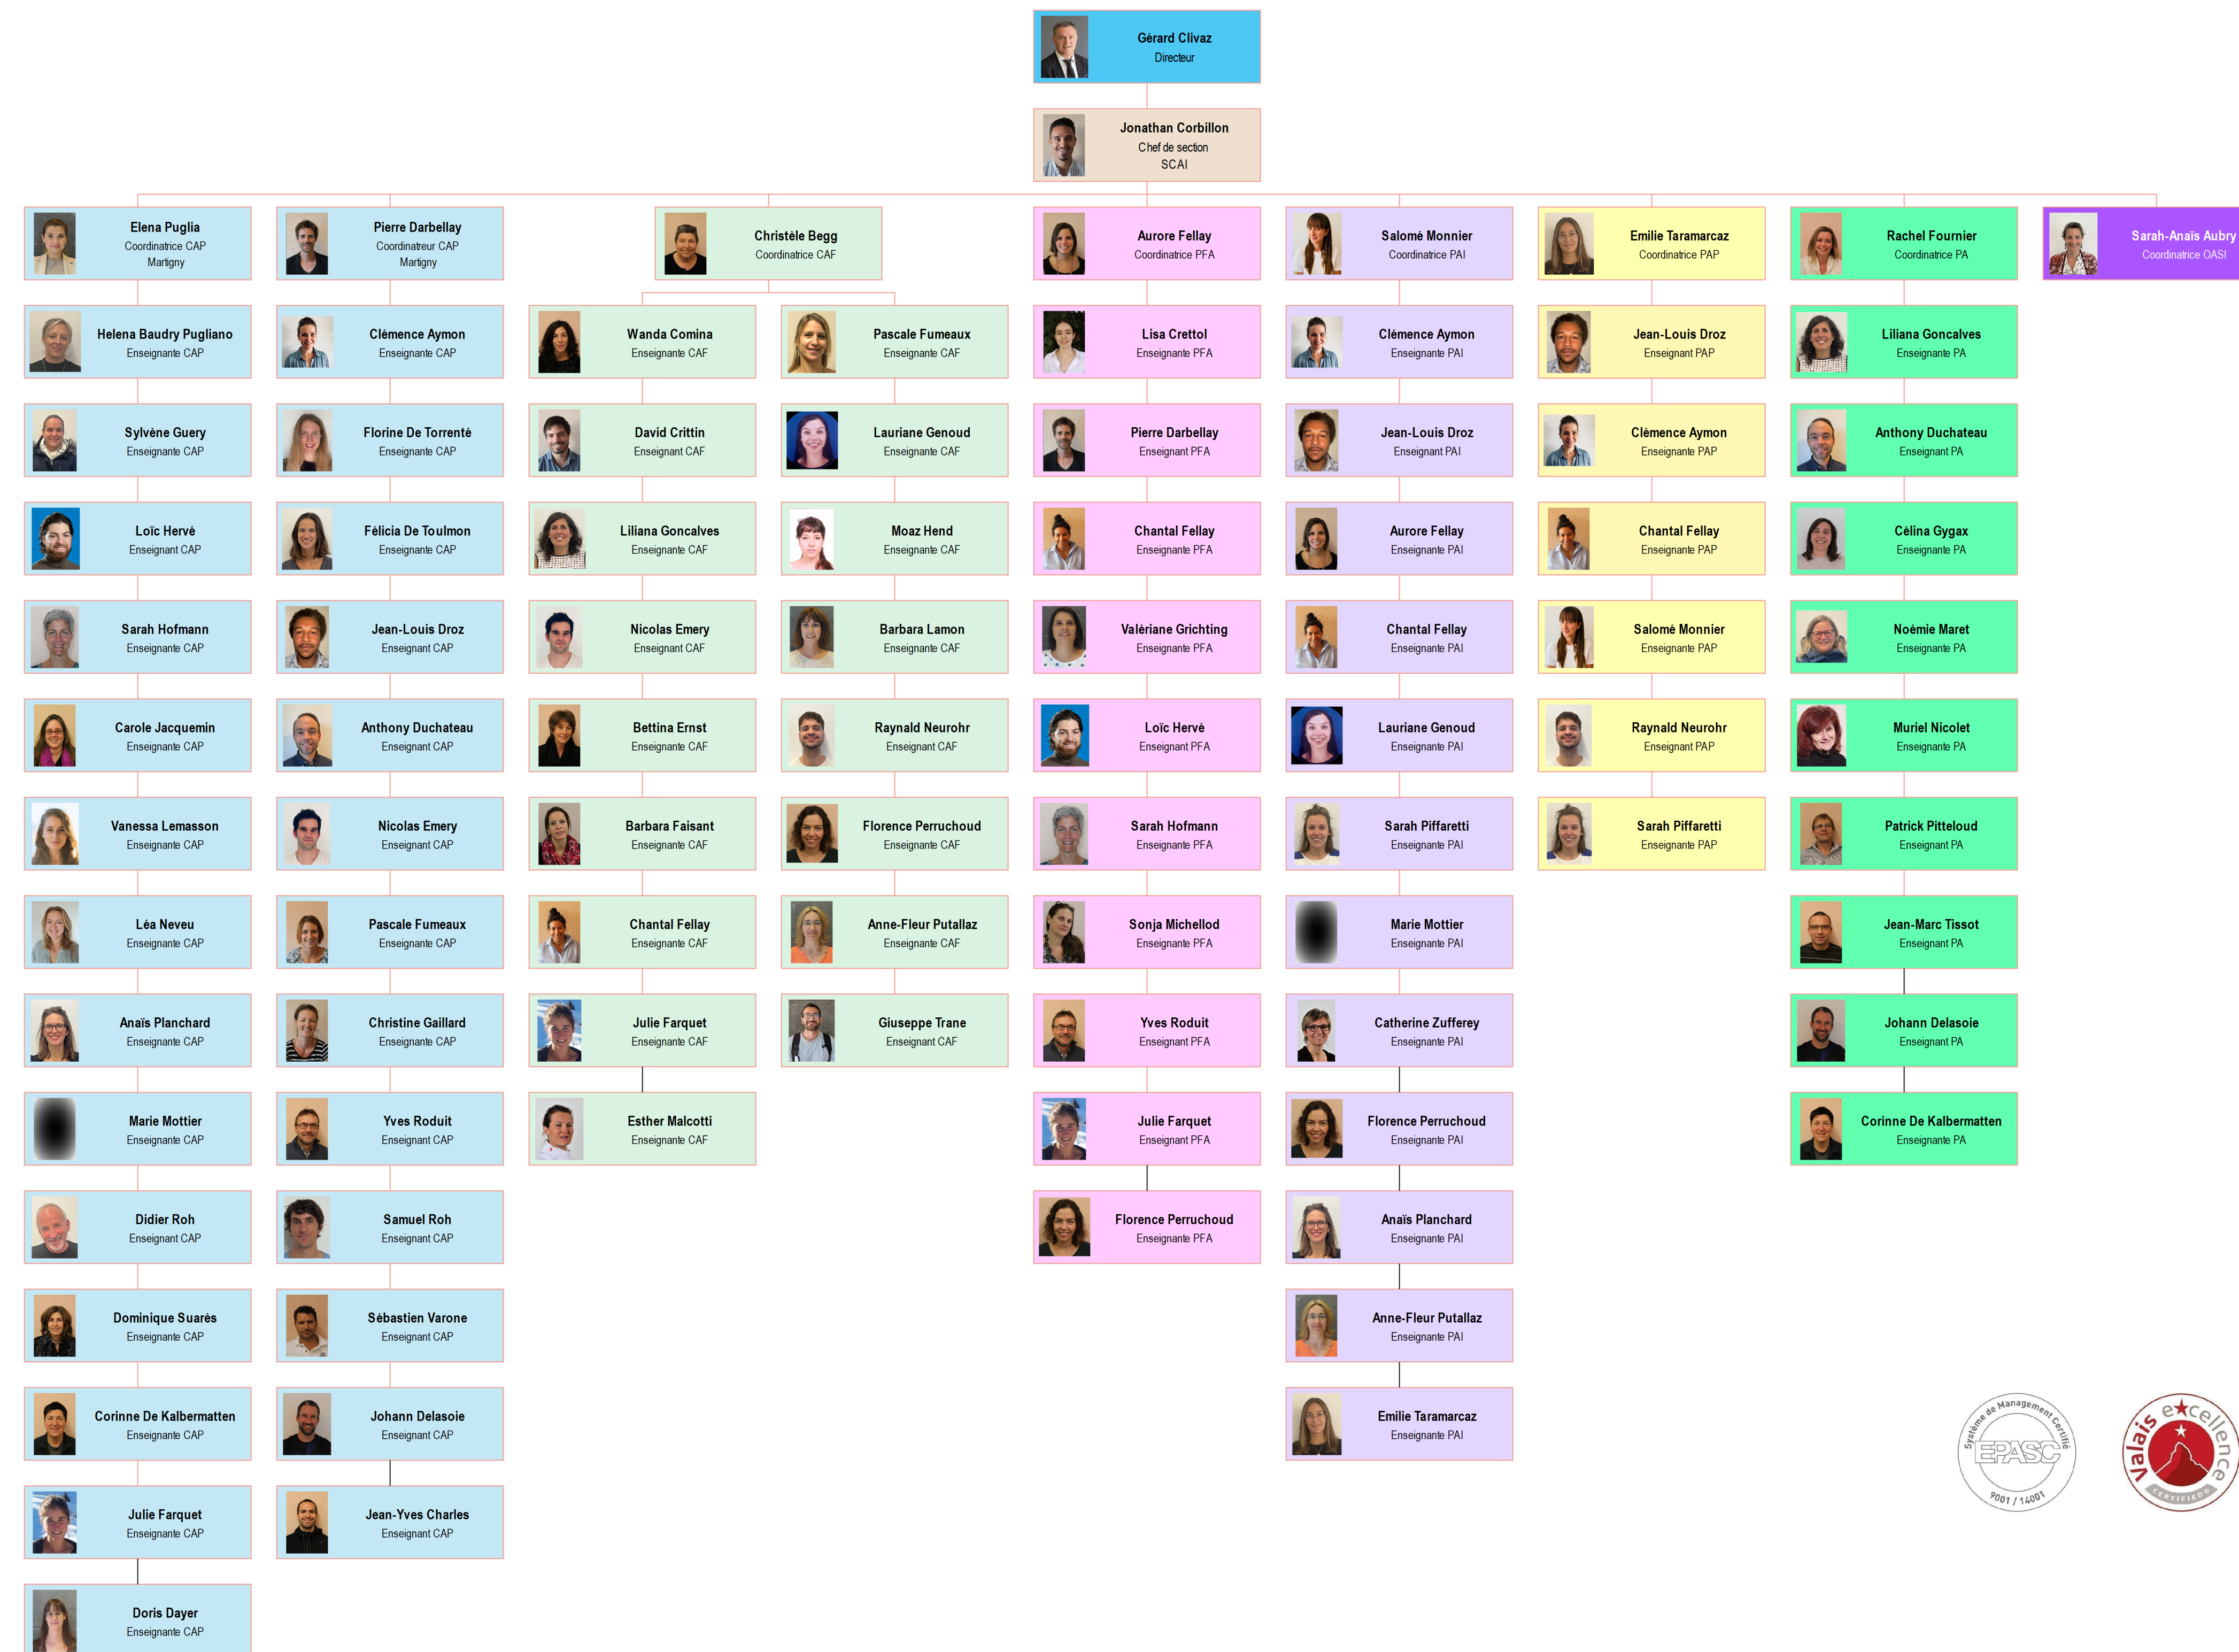 Gérard Clivaz
Directeur
Jonathan Corbillon
Chef de section
SCAI
Elena Puglia
Coordinatrice CAP
Martigny
Pierre Darbellay
Coordinatreur CAP
Martigny
Christèle Begg
Coordinatrice CAF
Aurore Fellay
Coordinatrice PFA
Salomé Monnier
Coordinatrice PAI
Emilie Taramarcaz
Coordinatrice PAP
Rachel Fournier
Coordinatrice PA
Sarah-Anaïs Aubry
Coordinatrice OASI
Helena Baudry Pugliano
Enseignante CAP
Clémence Aymon
Enseignante CAP
Wanda Comina
Enseignante CAF
Pascale Fumeaux
Enseignante CAF
Lisa Crettol
Enseignante PFA
Clémence Aymon
Enseignante PAI
Jean-Louis Droz
Enseignant PAP
Liliana Goncalves
Enseignante PA
Sylvène Guery
Enseignante CAP
Florine De Torrenté
Enseignante CAP
David Crittin
Enseignant CAF
Lauriane Genoud
Enseignante CAF
Pierre Darbellay
Enseignant PFA
Jean-Louis Droz
Enseignant PAI
Clémence Aymon
Enseignante PAP
Anthony Duchateau
Enseignant PA
Loïc Hervé
Enseignant CAP
Félicia De Toulmon
Enseignante CAP
Liliana Goncalves
Enseignante CAF
Moaz Hend
Enseignante CAF
Chantal Fellay
Enseignante PFA
Aurore Fellay
Enseignante PAI
Chantal Fellay
Enseignante PAP
Célina Gygax
Enseignante PA
Sarah Hofmann
Enseignante CAP
Jean-Louis Droz
Enseignant CAP
Nicolas Emery
Enseignant CAF
Barbara Lamon
Enseignante CAF
Valériane Grichting
Enseignante PFA
Chantal Fellay
Enseignante PAI
Salomé Monnier
Enseignante PAP
Noémie Maret
Enseignante PA
Carole Jacquemin
Enseignante CAP
Anthony Duchateau
Enseignant CAP
Bettina Ernst
Enseignante CAF
Raynald Neurohr
Enseignant CAF
Loïc Hervé
Enseignant PFA
Lauriane Genoud
Enseignante PAI
Raynald Neurohr
Enseignant PAP
Muriel Nicolet
Enseignante PA
Vanessa Lemasson
Enseignante CAP
Nicolas Emery
Enseignant CAP
Barbara Faisant
Enseignante CAF
Florence Perruchoud
Enseignante CAF
Sarah Hofmann
Enseignante PFA
Sarah Piffaretti
Enseignante PAI
Sarah Piffaretti
Enseignante PAP
Patrick Pitteloud
Enseignant PA
Léa Neveu
Enseignante CAP
Pascale Fumeaux
Enseignante CAP
Chantal Fellay
Enseignante CAF
Anne-Fleur Putallaz
Enseignante CAF
Sonja Michellod
Enseignante PFA
Marie Mottier
Enseignante PAI
Jean-Marc Tissot
Enseignant PA
Anaïs Planchard
Enseignante CAP
Christine Gaillard
Enseignante CAP
Julie Farquet
Enseignante CAF
Giuseppe Trane
Enseignant CAF
Yves Roduit
Enseignant PFA
Catherine Zufferey
Enseignante PAI
Johann Delasoie
Enseignant PA
Marie Mottier
Enseignante CAP
Yves Roduit
Enseignant CAP
Esther Malcotti
Enseignante CAF
Julie Farquet
Enseignant PFA
Florence Perruchoud
Enseignante PAI
Corinne De Kalbermatten
Enseignante PA
Didier Roh
Enseignant CAP
Samuel Roh
Enseignant CAP
Florence Perruchoud
Enseignante PFA
Anaïs Planchard
Enseignante PAI
Dominique Suarès
Enseignante CAP
Sébastien Varone
Enseignant CAP
Anne-Fleur Putallaz
Enseignante PAI
Corinne De Kalbermatten
Enseignante CAP
Johann Delasoie
Enseignant CAP
Emilie Taramarcaz
Enseignante PAI
Système de Management Certifié
EPASC
9001 / 14001
Valais excellence
CERTIFIED
Julie Farquet
Enseignante CAP
Jean-Yves Charles
Enseignant CAP
Doris Dayer
Enseignante CAP